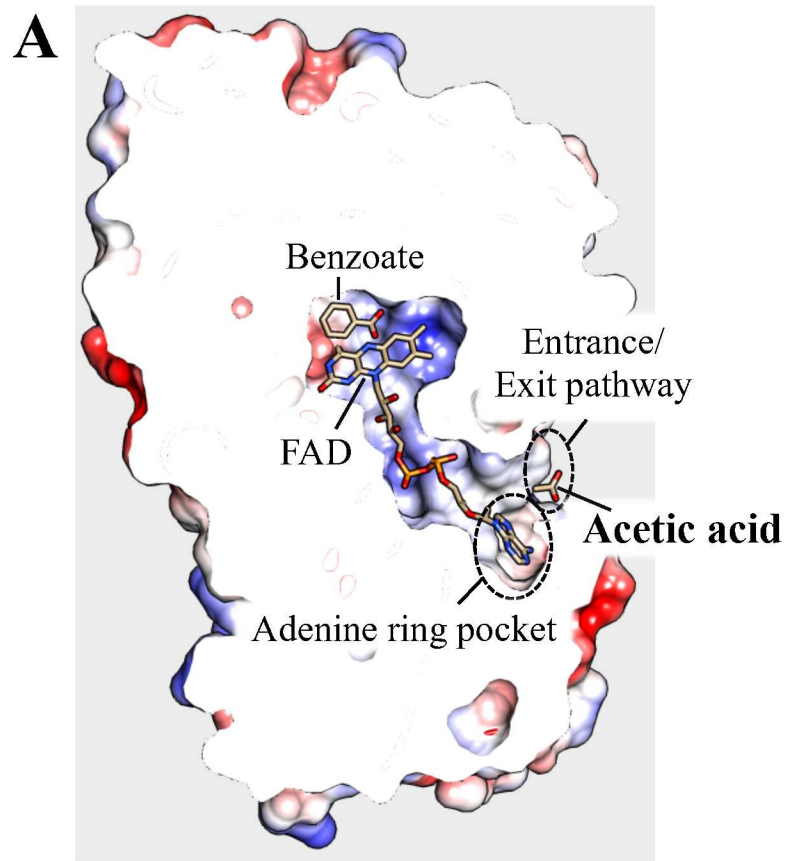 A
Benzoate
Entrance/
Exit pathway
FAD
Acetic acid
Adenine ring pocket